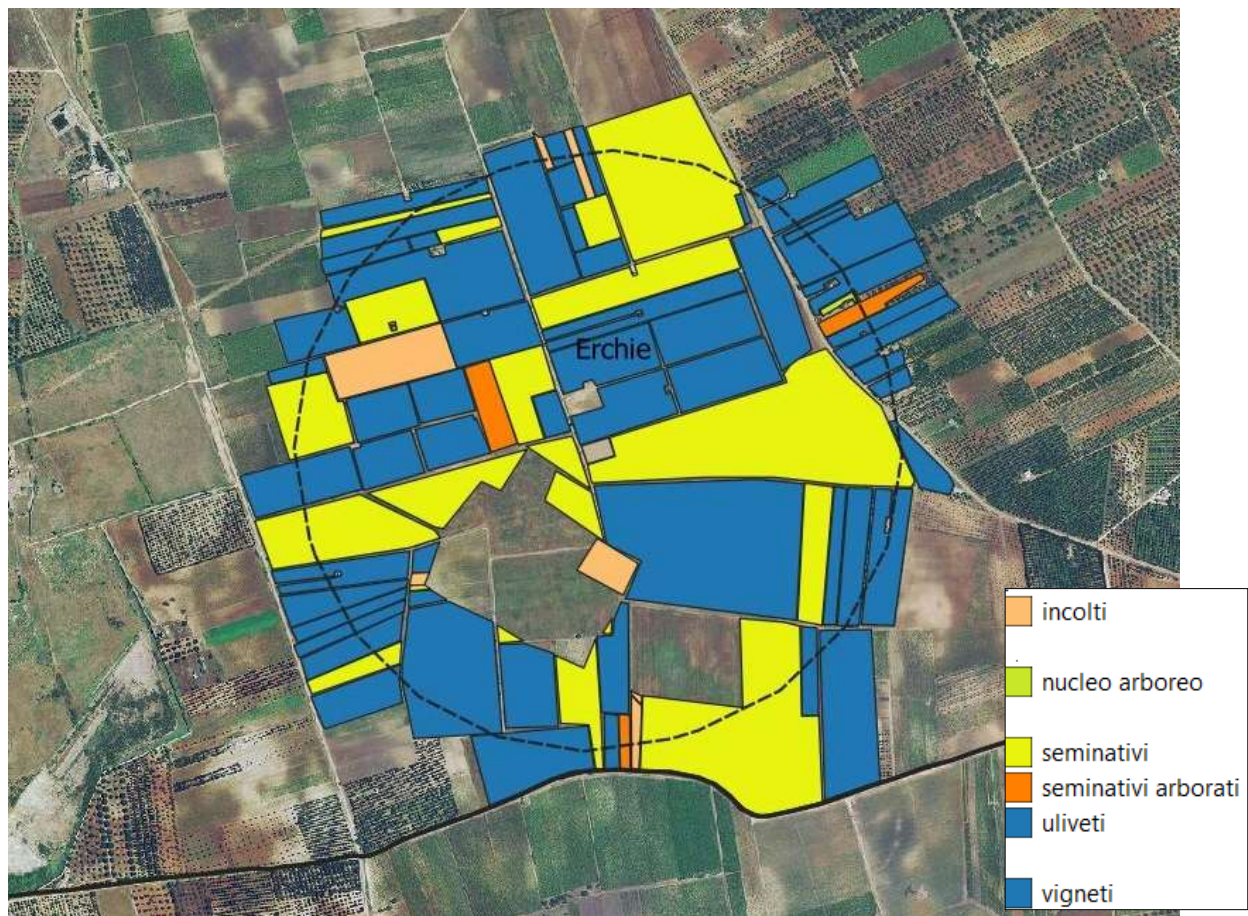 Erchie
incolti
nucleo arboreo
seminativi
seminativi arborati
uliveti
vigneti